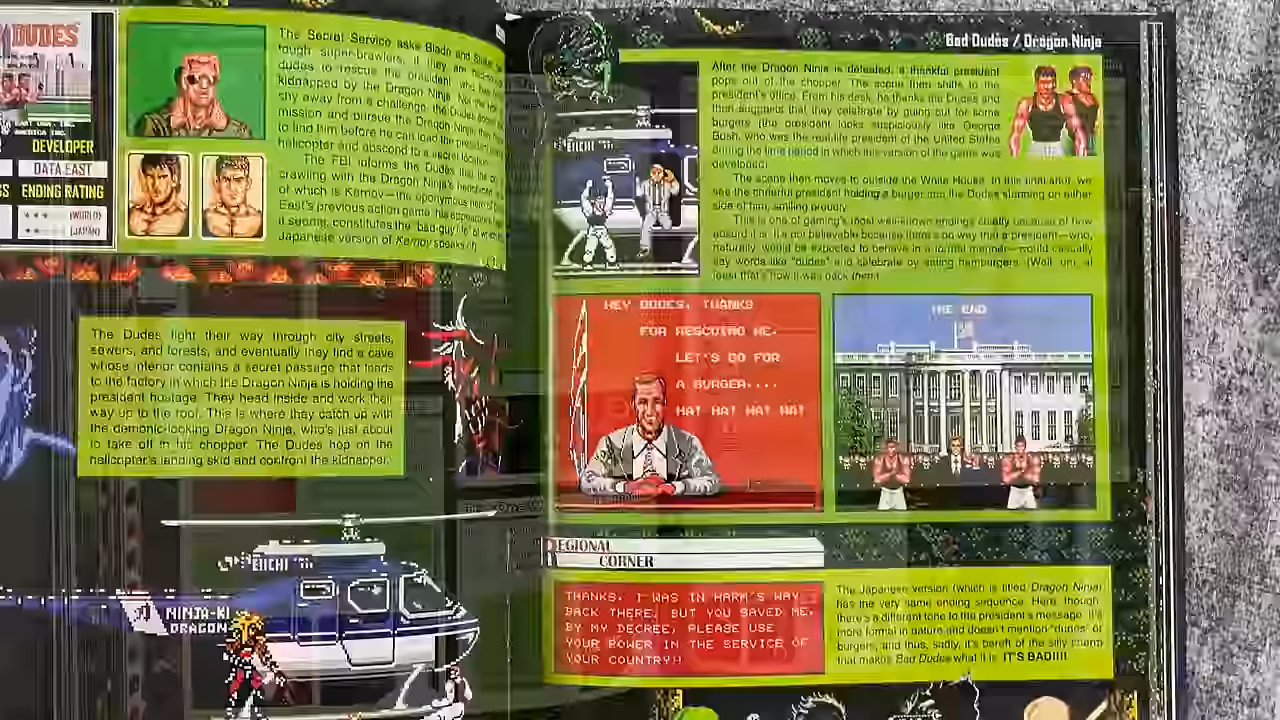 DUDES
DEVELOPER
DATA EAST
ENDING RATING
(WORLD)
(JAPAN)
The Secret Service asks Blade and
tough super-brawlers, if they are
dudes to rescue the president, who has
kidnapped by the Dragon Ninja. Not
shy away from a challenge, the Dudes
mission and pursue the Dragon Ninja,
to find him before he can load the president
helicopter and abscond to a secret location.
The FBI informs the Dudes that the
crawling with the Dragon Ninja's henchmen,
of which is Karnov—the eponymous
East's previous action game; his appearance
it seems, constitutes the "bad-guy"
Japanese version of Karnov speaks of).
The Dudes fight their way through city streets,
sewers, and forests, and eventually they find a cave
whose interior contains a secret passage that leads
to the factory in which the Dragon Ninja is holding the
president hostage. They head inside and work their
way up to the roof. This is where they catch up with
the demonic-looking Dragon Ninja, who's just about
to take off in his chopper. The Dudes hop on the
helicopter's landing skid and confront the kidnapper.
EIICHI
NINJA-KI
DRAGON
Bad Dudes / Dragon Ninja
After the Dragon Ninja is defeated, a thankful president
pops out of the chopper. The scene then shifts to the
president's office. From his desk, he thanks the Dudes and
then suggests that they celebrate by going out for some
burgers (the president looks suspiciously like George
Bush, who was the real-life president of the United States
during the time period in which this version of the game was
developed).
The scene then moves to outside the White House. In this final shot, we
see the cheerful president holding a burger and the Dudes standing on either
side of him, smiling proudly.
This is one of gaming's most well-known endings chiefly because of how
absurd it is. It's not believable because there's no way that a president—who,
naturally, would be expected to behave in a formal manner—would casually
say words like "dudes" and celebrate by eating hamburgers. (Well, um, at
least that's how it was back then.)
EIICHI
HEY DUDES, THANKS
FOR RESCUING ME.
LET'S GO FOR
A BURGER....
HA! HA! HA! HA!
THE END
REGIONAL
CORNER
THANKS. I WAS IN HARM'S WAY
BACK THERE, BUT YOU SAVED ME.
BY MY DECREE, PLEASE USE
YOUR POWER IN THE SERVICE OF
YOUR COUNTRY!!
The Japanese version (which is titled Dragon Ninja)
has the very same ending sequence. Here, though,
there's a different tone to the president's message. It's
more formal in nature and doesn't mention "dudes" or
burgers, and thus, sadly, it's bereft of the silly charm
that makes Bad Dudes what it is. IT'S BAD!!!!